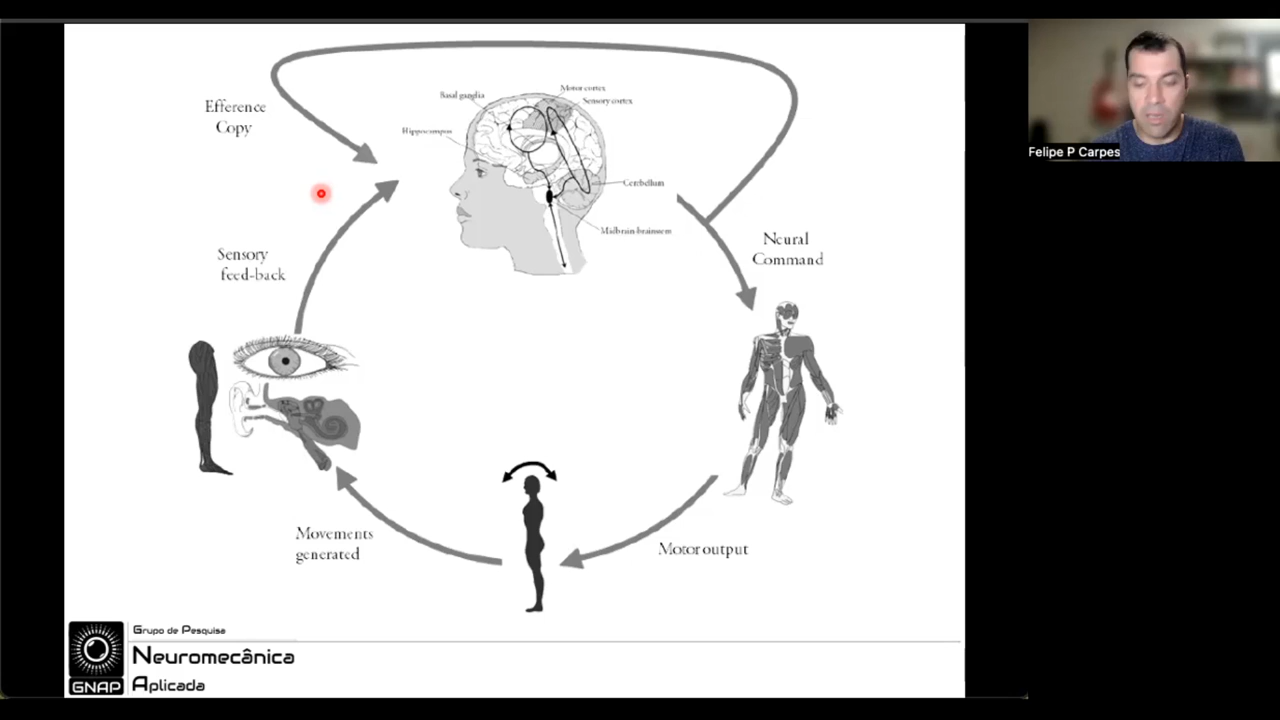 Efference
Copy
Basal ganglia
Motor cortex
Sensory cortex
Hippocampus
Cerebellum
Midbrain-brainstem
Neural
Command
Sensory
feed-back
Movements
generated
Motor output
Felipe P Carpes
Grupo de Pesquisa
Neuromecânica
Aplicada
GNAP